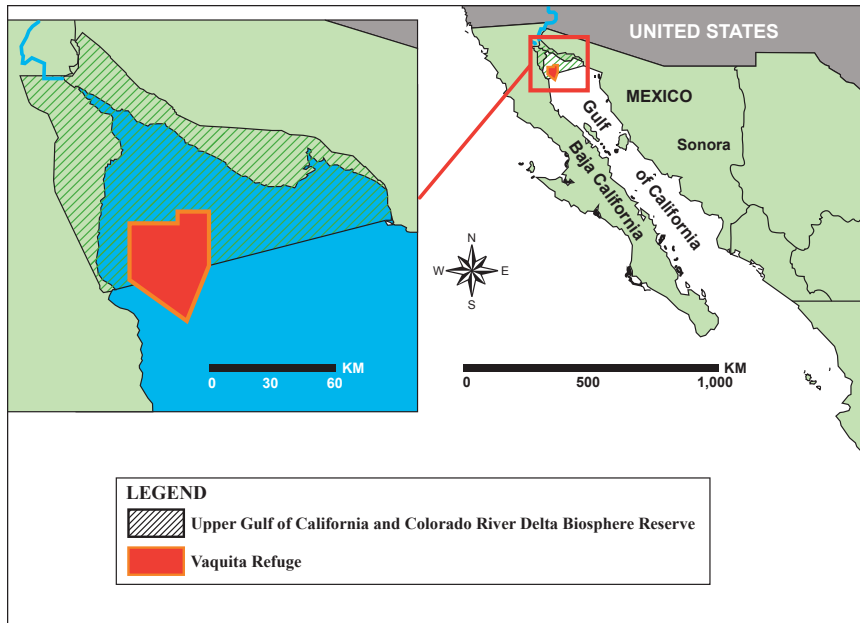 UNITED STATES
MEXICO
Sonora
Gulf
of California
Baja California
N
W E
S
KM
0 30 60
KM
0 500 1,000
LEGEND
Upper Gulf of California and Colorado River Delta Biosphere Reserve
Vaquita Refuge